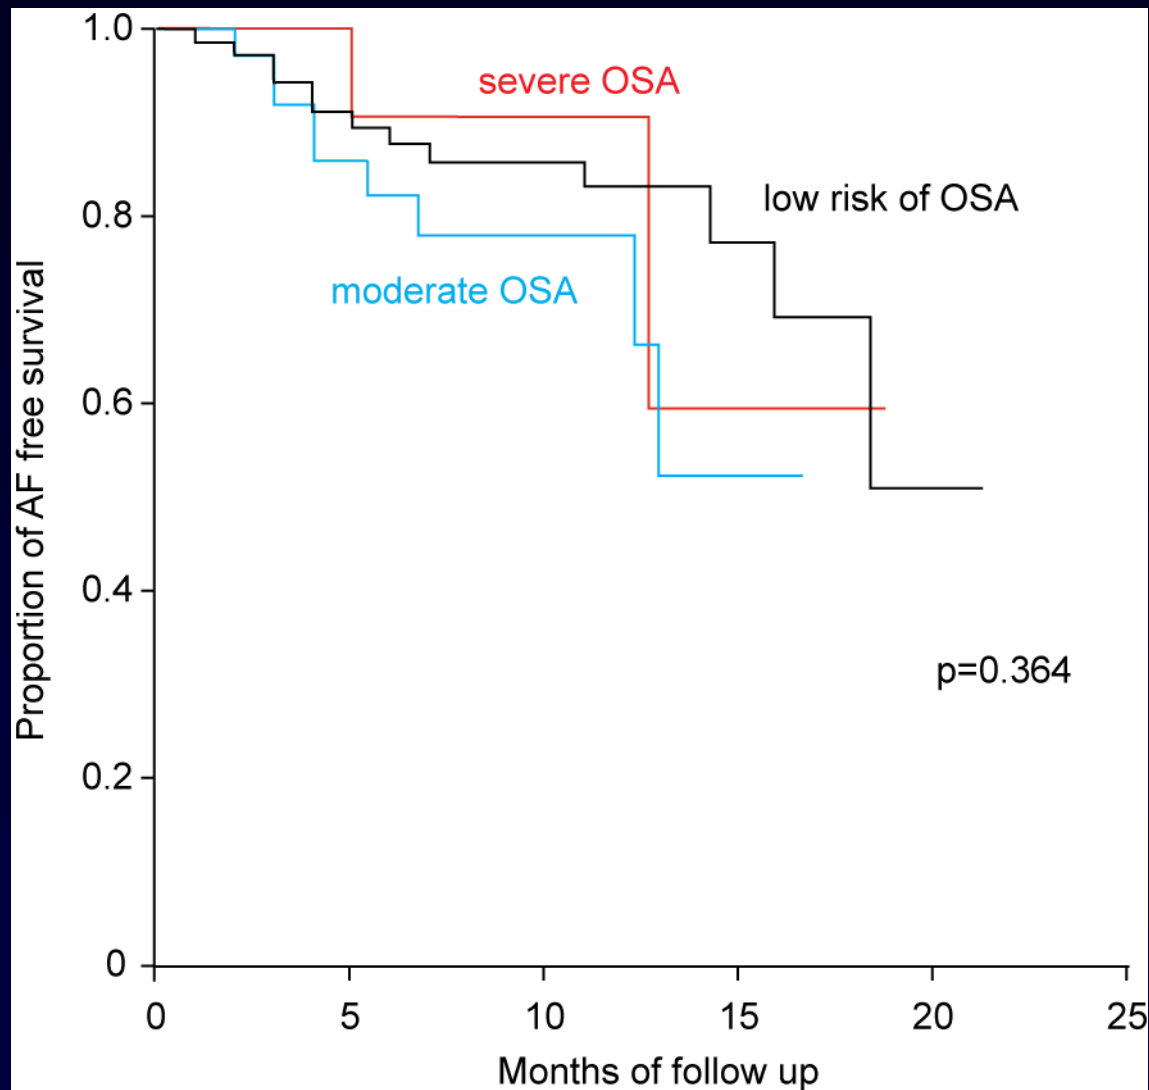 1.0
severe OSA
low risk of OSA
0.8
moderate OSA
Proportion of AF free survival
0.6
0.4
p=0.364
0.2
0
0 5 10 15 20 25
Months of follow up